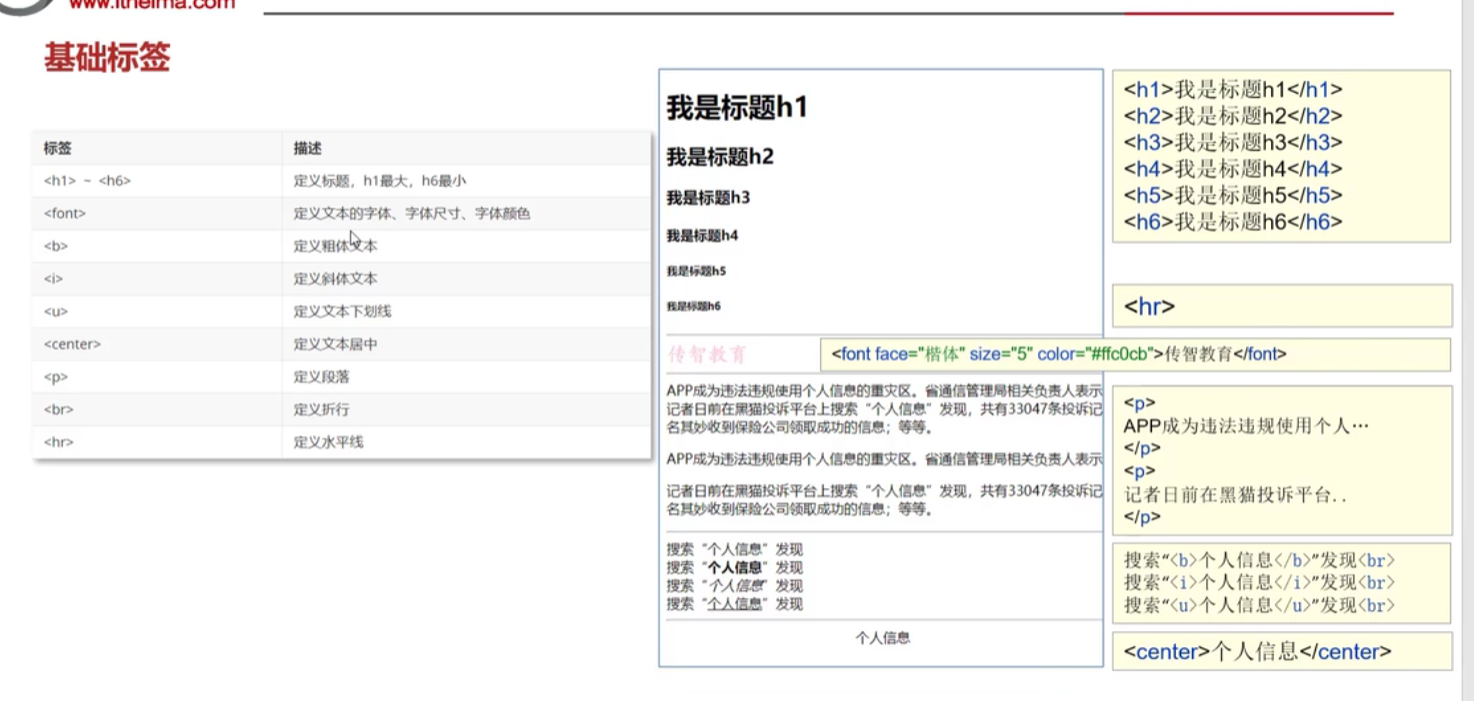 www.itheima.com
基础标签
标签 描述
<h1> ~ <h6> 定义标题，h1最大，h6最小
<font> 定义文本的字体、字体尺寸、字体颜色
<b> 定义粗体文本
<i> 定义斜体文本
<u> 定义文本下划线
<center> 定义文本居中
<p> 定义段落
<br> 定义折行
<hr> 定义水平线
我是标题h1
我是标题h2
我是标题h3
我是标题h4
我是标题h5
我是标题h6
传智教育
APP成为违法违规使用个人信息的重灾区。省通信管理局相关负责人表示
记者日前在黑猫投诉平台上搜索“个人信息”发现，共有33047条投诉记
名其妙收到保险公司领取成功的信息；等等。
APP成为违法违规使用个人信息的重灾区。省通信管理局相关负责人表示
记者日前在黑猫投诉平台上搜索“个人信息”发现，共有33047条投诉记
名其妙收到保险公司领取成功的信息；等等。
搜索“个人信息”发现
搜索“个人信息”发现
搜索“个人信息”发现
搜索“个人信息”发现
个人信息
<h1>我是标题h1</h1>
<h2>我是标题h2</h2>
<h3>我是标题h3</h3>
<h4>我是标题h4</h4>
<h5>我是标题h5</h5>
<h6>我是标题h6</h6>
<hr>
<font face="楷体" size="5" color="#ffc0cb">传智教育</font>
<p>
APP成为违法违规使用个人…
</p>
<p>
记者日前在黑猫投诉平台..
</p>
搜索“<b>个人信息</b>”发现<br>
搜索“<i>个人信息</i>”发现<br>
搜索“<u>个人信息</u>”发现<br>
<center>个人信息</center>